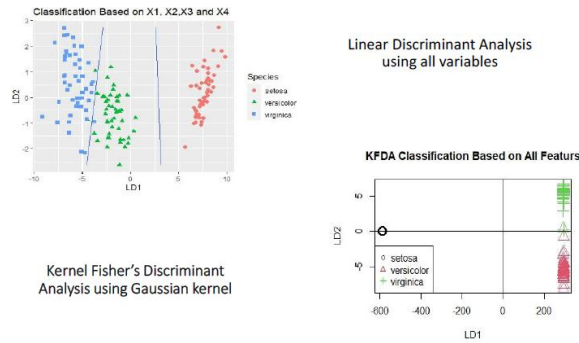 Classification Based on X1, X2,X3 and X4
3
2
1
0
-1
-2
LD2
-10
-5
0
5
10
LD1
Species
setosa
versicolor
virginica
Linear Discriminant Analysis
using all variables
Kernel Fisher's Discriminant
Analysis using Gaussian kernel
KFDA Classification Based on All Featurs
5
0
-5
LD2
setosa
versicolor
virginica
-600
-400
-200
0
200
LD1